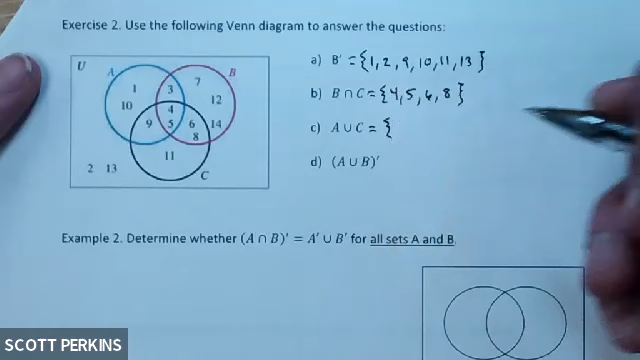 Exercise 2. Use the following Venn diagram to answer the questions:
U
A
B
1
3
7
10
4
12
9
5
6
14
8
11
2 13
C
a) B' = {1, 2, 9, 10, 11, 13}
b) B ∩ C = {4, 5, 6, 8}
c) A ∪ C = {
d) (A ∪ B)'
Example 2. Determine whether (A ∩ B)' = A' ∪ B' for all sets A and B.
SCOTT PERKINS